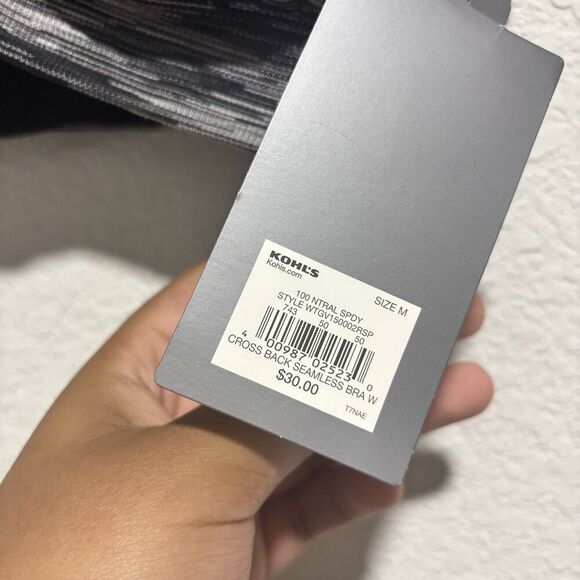 KOHL'S
Kohls.com
SIZE M
100 NTRAL SPDY
STYLE WTGV150002RSP
743 50 50
4 00987 02523 0
CROSS BACK SEAMLESS BRA W
$30.00
T7NAE